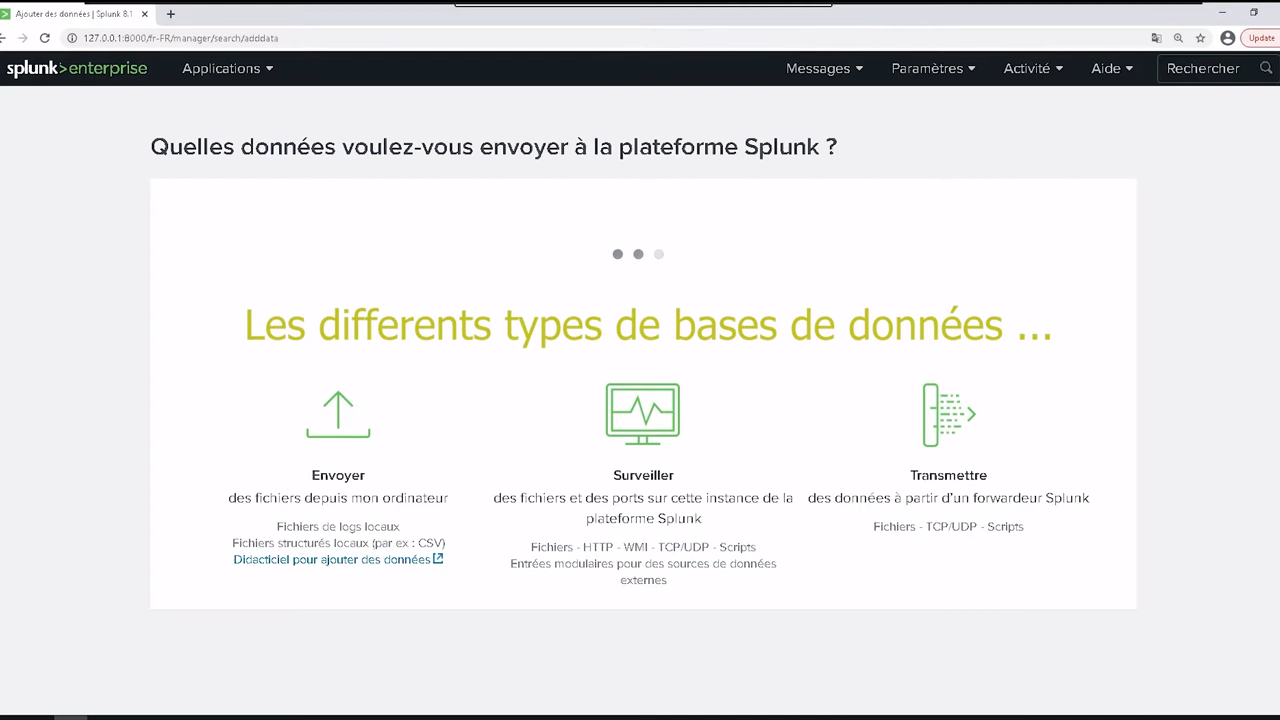 Ajouter des données | Splunk 8.1
127.0.0.1:8000/fr-FR/manager/search/adddata
Update
splunk>enterprise
Applications
Messages
Paramètres
Activité
Aide
Rechercher
Quelles données voulez-vous envoyer à la plateforme Splunk ?
Les differents types de bases de données ...
Envoyer
des fichiers depuis mon ordinateur
Fichiers de logs locaux
Fichiers structurés locaux (par ex : CSV)
Didacticiel pour ajouter des données
Surveiller
des fichiers et des ports sur cette instance de la
plateforme Splunk
Fichiers - HTTP - WMI - TCP/UDP - Scripts
Entrées modulaires pour des sources de données
externes
Transmettre
des données à partir d'un forwardeur Splunk
Fichiers - TCP/UDP - Scripts